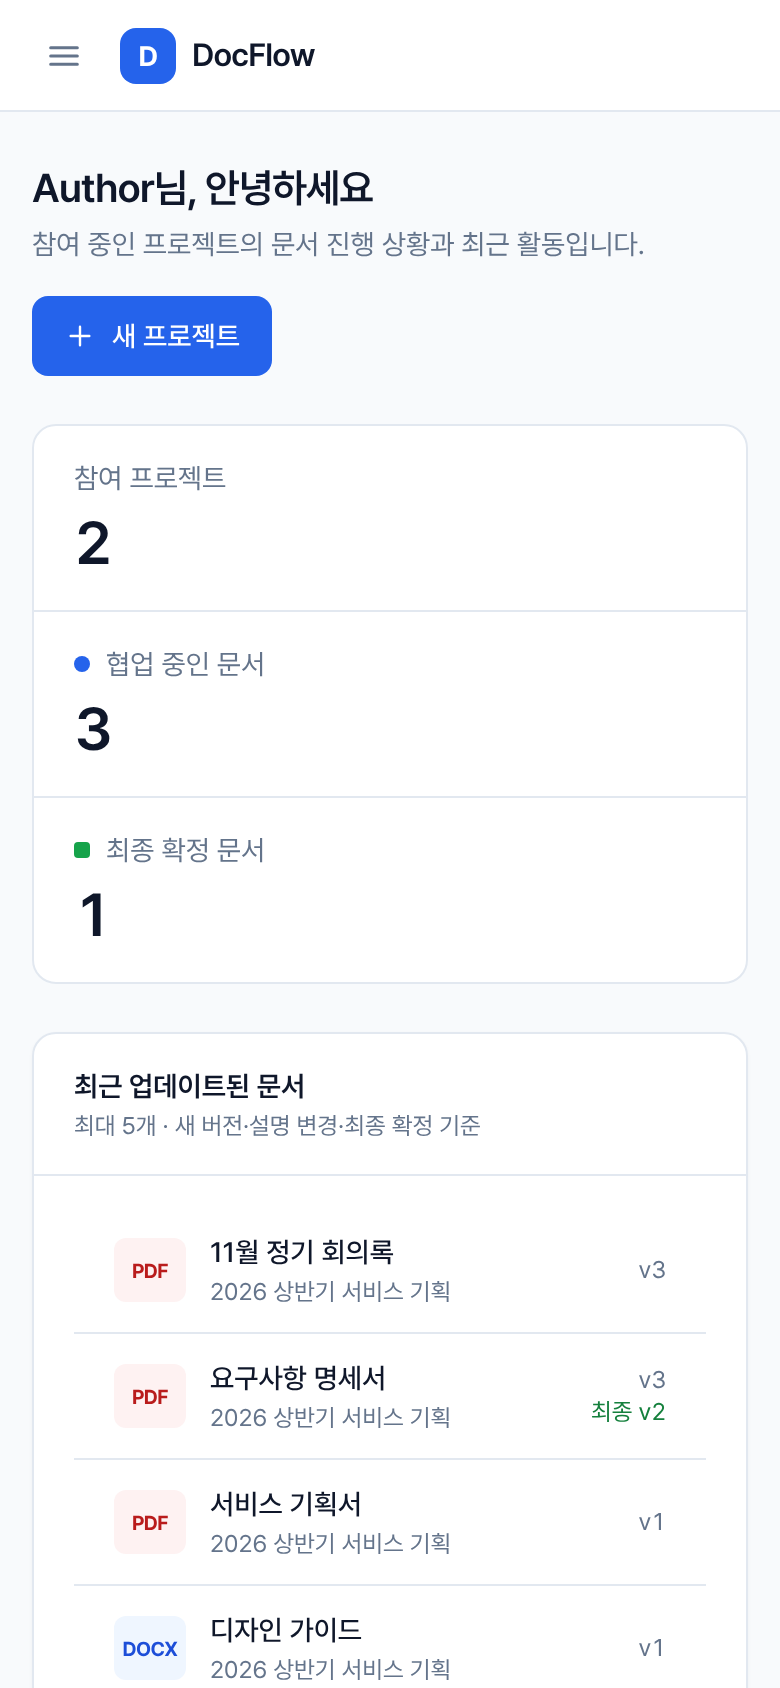 D DocFlow
Author님, 안녕하세요
참여 중인 프로젝트의 문서 진행 상황과 최근 활동입니다.
+ 새 프로젝트
참여 프로젝트
2
협업 중인 문서
3
최종 확정 문서
1
최근 업데이트된 문서
최대 5개 · 새 버전·설명 변경·최종 확정 기준
PDF
11월 정기 회의록
2026 상반기 서비스 기획
v3
PDF
요구사항 명세서
2026 상반기 서비스 기획
v3
최종 v2
PDF
서비스 기획서
2026 상반기 서비스 기획
v1
DOCX
디자인 가이드
2026 상반기 서비스 기획
v1